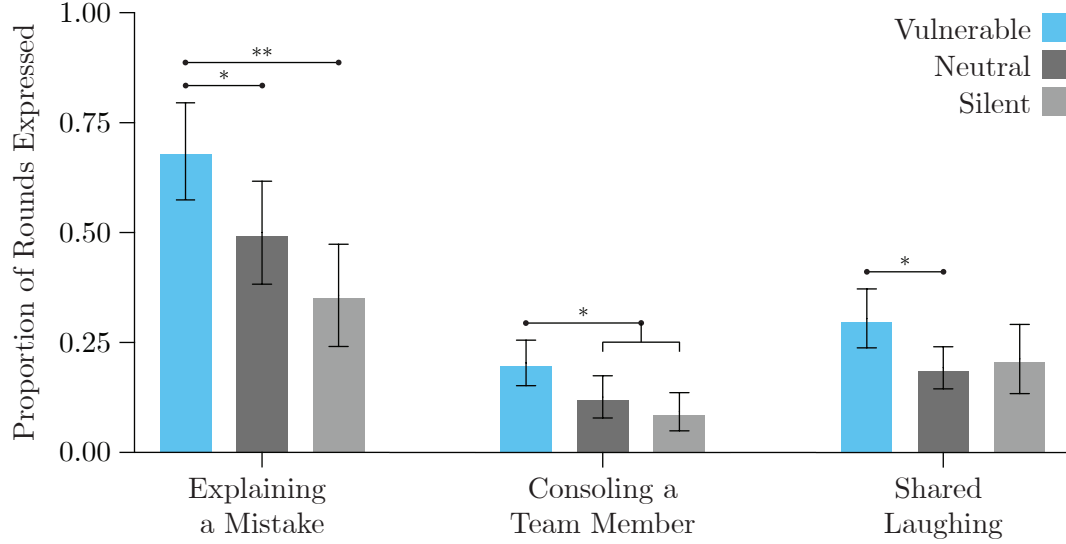 1.00
0.75
0.50
0.25
0.00
Proportion of Rounds Expressed
Vulnerable
Neutral
Silent
**
*
*
*
Explaining
a Mistake
Consoling a
Team Member
Shared
Laughing